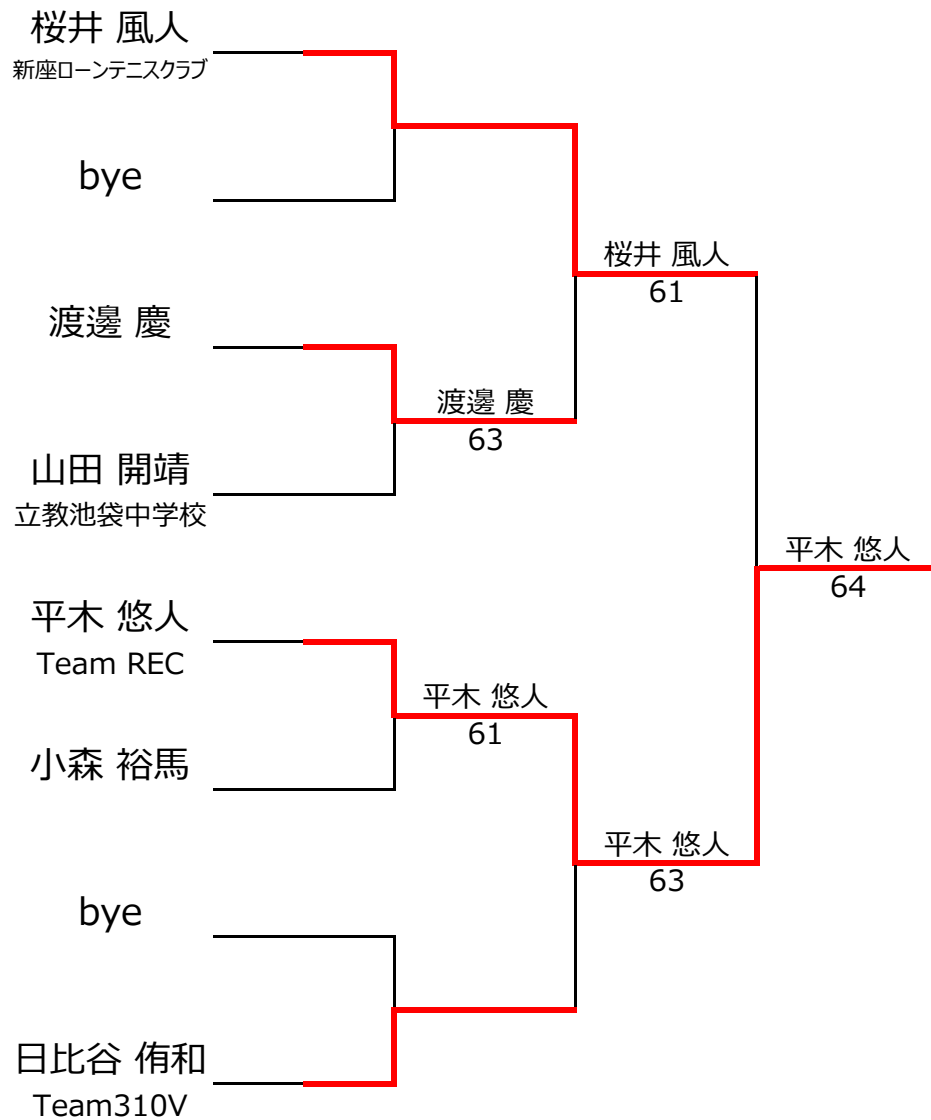 桜井 風人
新座ローンテニスクラブ
bye
桜井 風人
61
渡邊 慶
渡邊 慶
63
山田 開靖
立教池袋中学校
平木 悠人
64
平木 悠人
Team REC
平木 悠人
61
小森 裕馬
平木 悠人
63
bye
日比谷 侑和
Team310V